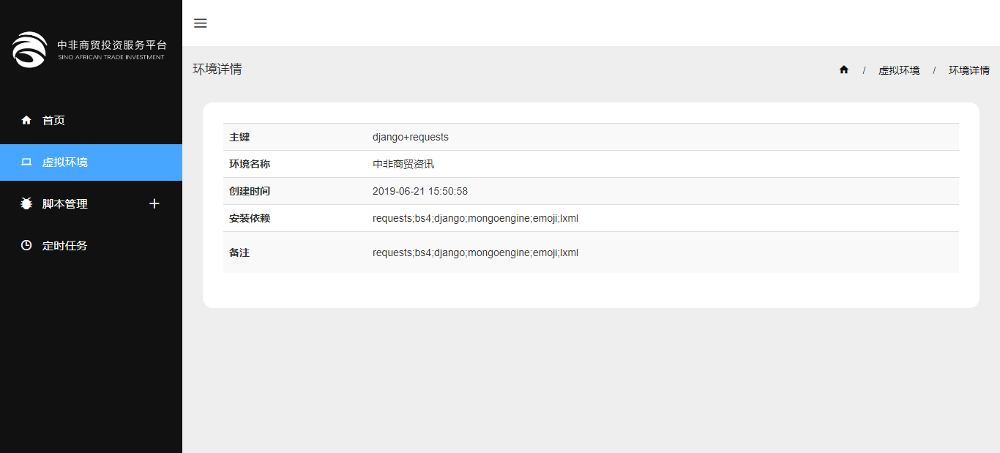 中非商贸投资服务平台
SINO AFRICAN TRADE INVESTMENT
首页
虚拟环境
脚本管理
定时任务
环境详情
/ 虚拟环境 / 环境详情
主键 django+requests
环境名称 中非商贸资讯
创建时间 2019-06-21 15:50:58
安装依赖 requests;bs4;django;mongoengine;emoji;lxml
备注 requests;bs4;django;mongoengine;emoji;lxml